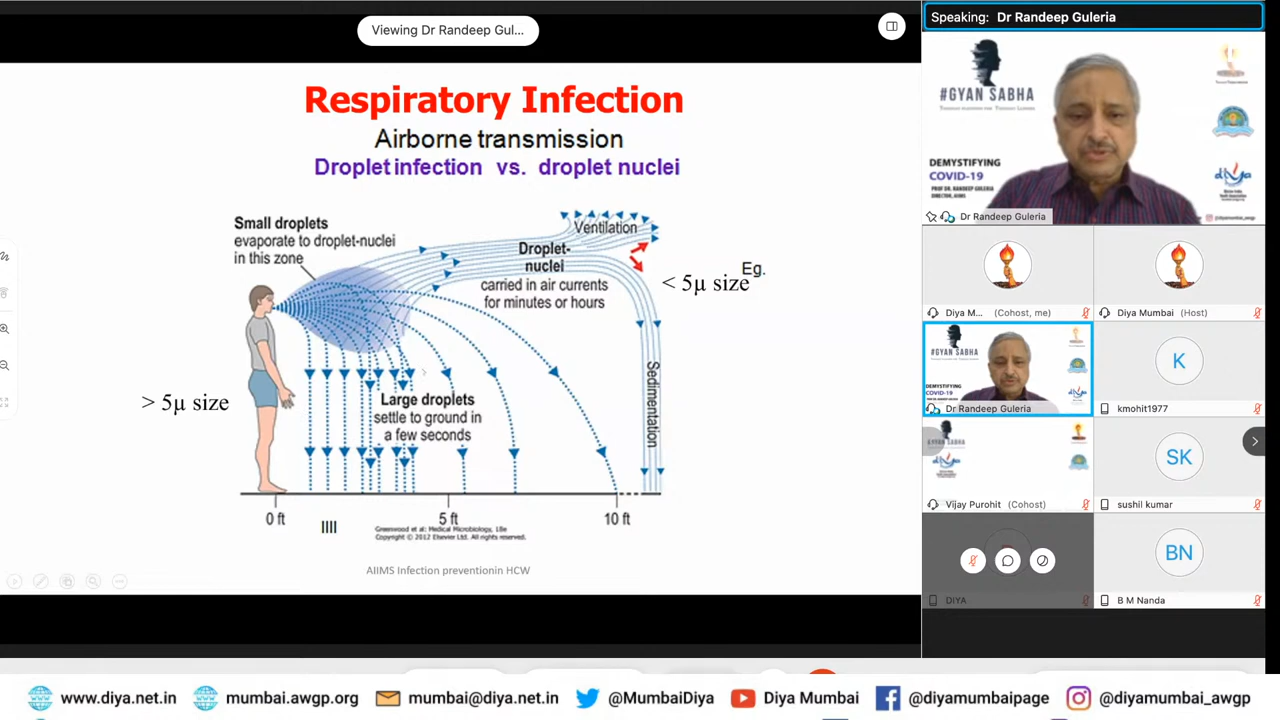 Viewing Dr Randeep Gul...
Respiratory Infection
Airborne transmission
Droplet infection vs. droplet nuclei
Small droplets
evaporate to droplet-nuclei
in this zone
Ventilation
Droplet-
nuclei
carried in air currents
for minutes or hours
Eg.
< 5µ size
> 5µ size
Large droplets
settle to ground in
a few seconds
Sedimentation
0 ft
5 ft
10 ft
Greenwood et al: Medical Microbiology, 18e
Copyright © 2012 Elsevier Ltd. All rights reserved.
AIIMS Infection preventionin HCW
Speaking: Dr Randeep Guleria
#GYAN SABHA
DEMYSTIFYING
COVID-19
PROF DR. RANDEEP GULERIA
DIRECTOR, AIIMS
@diyamumbai_awgp
Dr Randeep Guleria
Diya M... (Cohost, me)
Diya Mumbai (Host)
#GYAN SABHA
DEMYSTIFYING
COVID-19
Dr Randeep Guleria
K
kmohit1977
Vijay Purohit (Cohost)
SK
sushil kumar
DIYA
BN
B M Nanda
www.diya.net.in
mumbai.awgp.org
mumbai@diya.net.in
@MumbaiDiya
Diya Mumbai
@diyamumbaipage
@diyamumbai_awgp